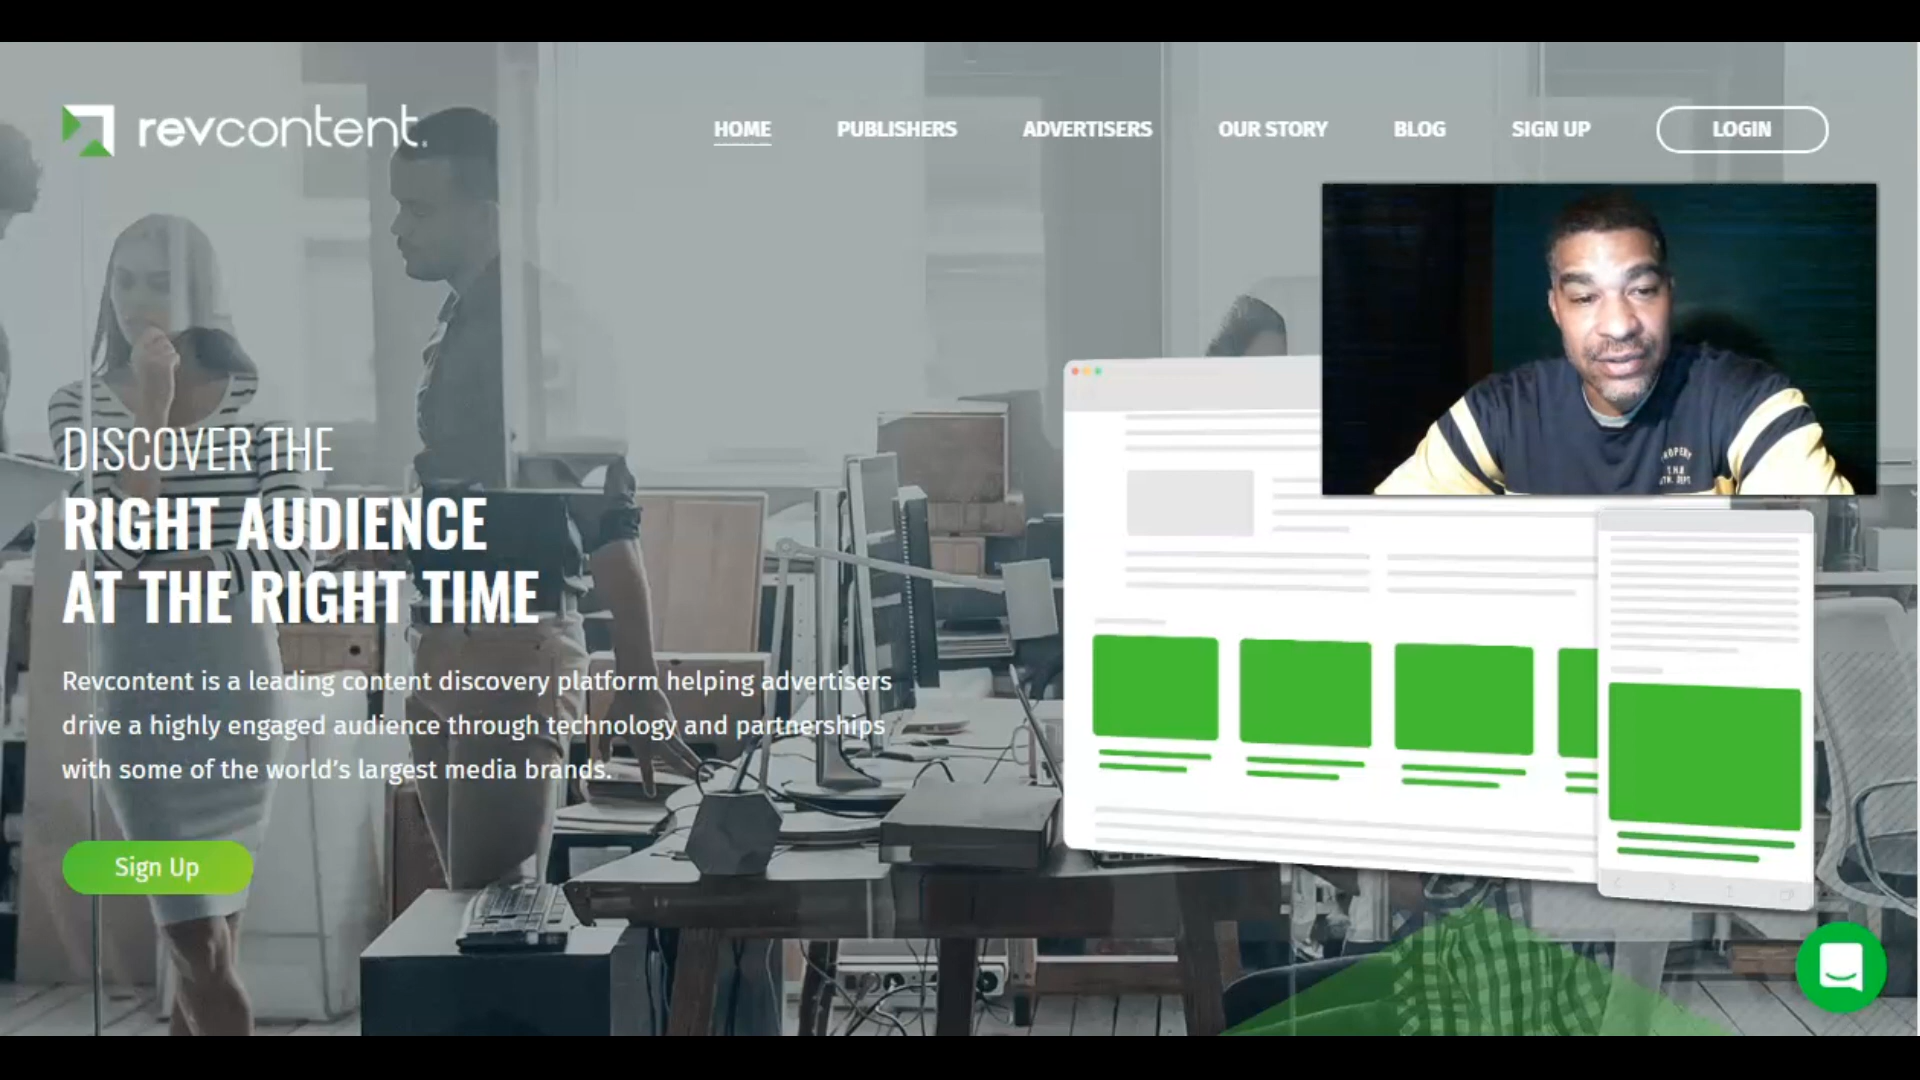 revcontent.
HOME
PUBLISHERS
ADVERTISERS
OUR STORY
BLOG
SIGN UP
LOGIN
DISCOVER THE
RIGHT AUDIENCE
AT THE RIGHT TIME
Revcontent is a leading content discovery platform helping advertisers
drive a highly engaged audience through technology and partnerships
with some of the world’s largest media brands.
Sign Up